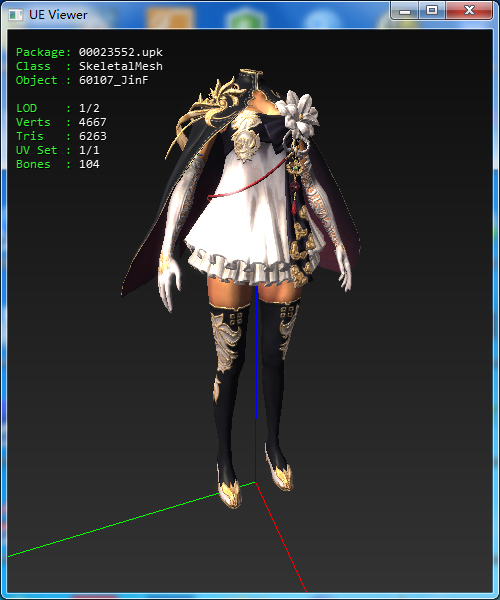 UE Viewer
Package: 00023552.upk
Class : SkeletalMesh
Object : 60107_JinF
LOD : 1/2
Verts : 4667
Tris : 6263
UV Set : 1/1
Bones : 104